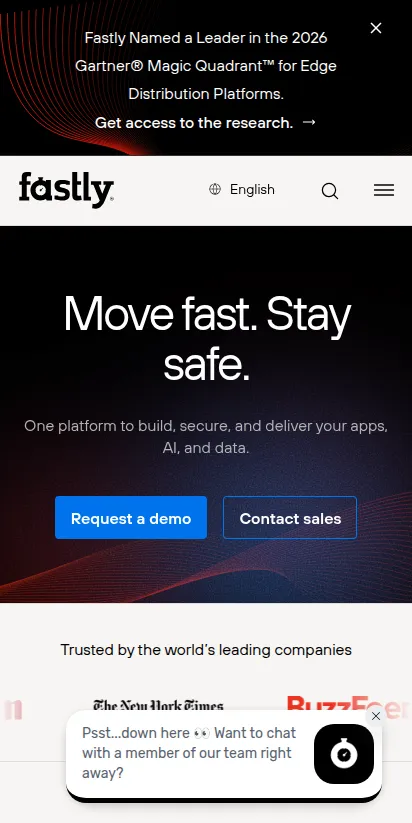 Fastly Named a Leader in the 2026
Gartner® Magic Quadrant™ for Edge
Distribution Platforms.
Get access to the research. →
fastly®
English
Move fast. Stay
safe.
One platform to build, secure, and deliver your apps,
AI, and data.
Request a demo
Contact sales
Trusted by the world's leading companies
The New York Times
BuzzFeed
Psst...down here 👀 Want to chat
with a member of our team right
away?